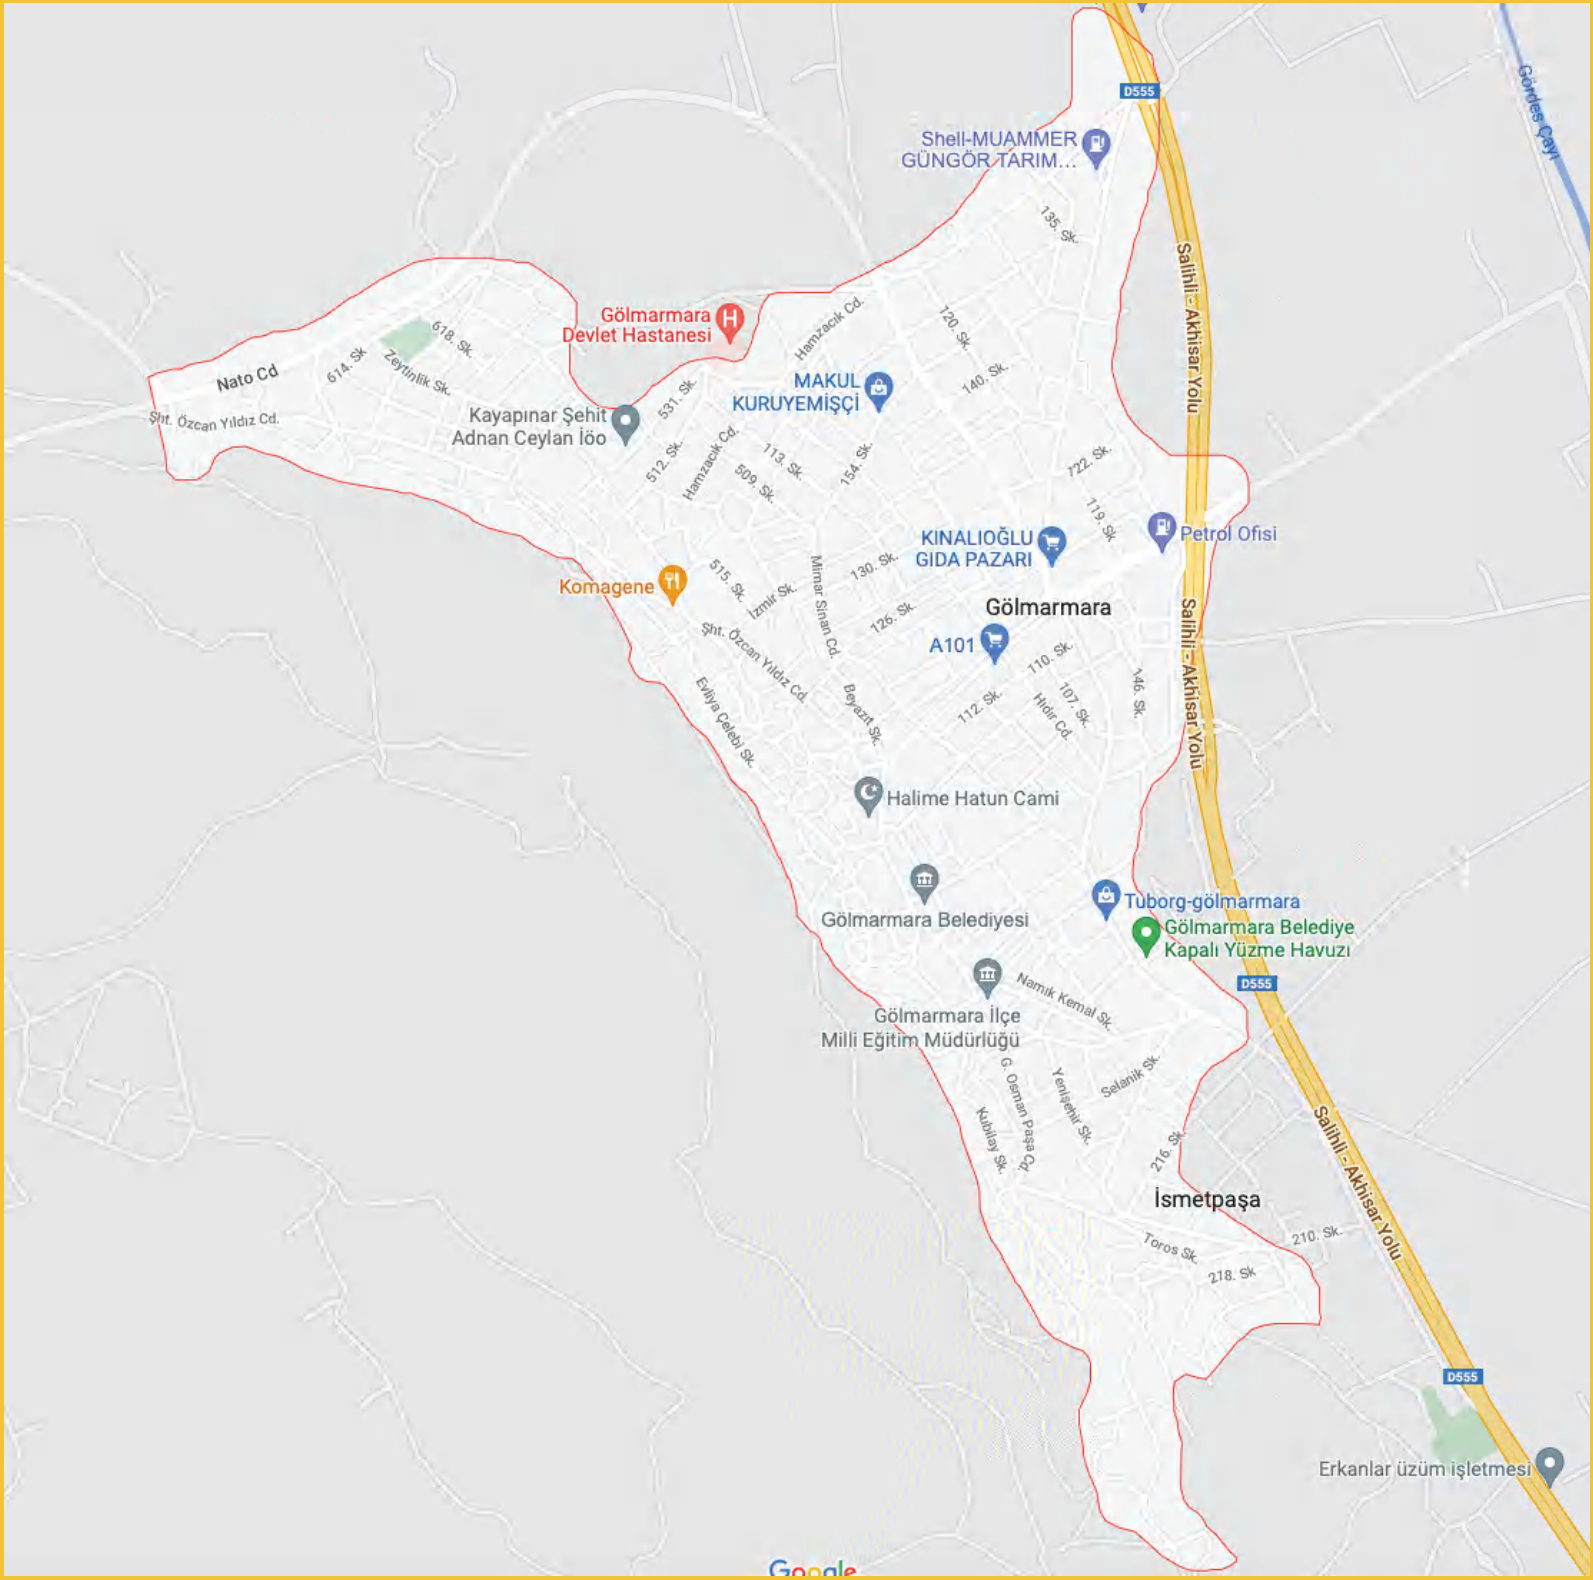 D555
Gördes Çayı
Shell-MUAMMER
GÜNGÖR TARIM...
135. Sk.
Salihli - Akhisar Yolu
Gölmarmara
Devlet Hastanesi
Hamzacık Cd.
120. Sk.
618. Sk.
614. Sk
Zeytinlik Sk.
Nato Cd
140. Sk.
MAKUL
KURUYEMİŞÇİ
531. Sk.
Şht. Özcan Yıldız Cd.
Kayapınar Şehit
Adnan Ceylan İöo
512. Sk.
Hamzacık Cd.
113. Sk.
509. Sk.
154. Sk.
722. Sk.
119. Sk
Petrol Ofisi
KINALIOĞLU
GIDA PAZARI
130. Sk.
Komagene
515. Sk.
İzmir Sk.
Mimar Sinan Cd.
126. Sk.
Gölmarmara
A101
Salihli - Akhisar Yolu
Şht. Özcan Yıldız Cd.
110. Sk.
107. Sk.
146. Sk.
112. Sk.
Hıdır Cd.
Evliya Çelebi Sk.
Beyazıt Sk.
Halime Hatun Cami
Gölmarmara Belediyesi
Tuborg-gölmarmara
Gölmarmara Belediye
Kapalı Yüzme Havuzı
D555
Namık Kemal Sk.
Gölmarmara İlçe
Milli Eğitim Müdürlüğü
G. Osman Paşa Cd.
Yenişehir Sk.
Selanik Sk.
Kubilay Sk.
216. Sk.
Salihli - Akhisar Yolu
İsmetpaşa
210. Sk.
Toros Sk.
218. Sk
D555
Erkanlar üzüm işletmesi
Google